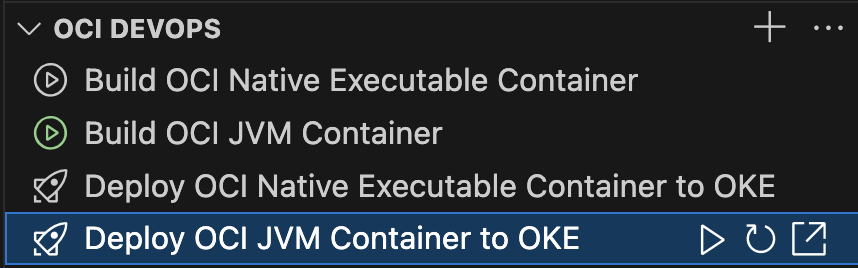 OCI DEVOPS
Build OCI Native Executable Container
Build OCI JVM Container
Deploy OCI Native Executable Container to OKE
Deploy OCI JVM Container to OKE